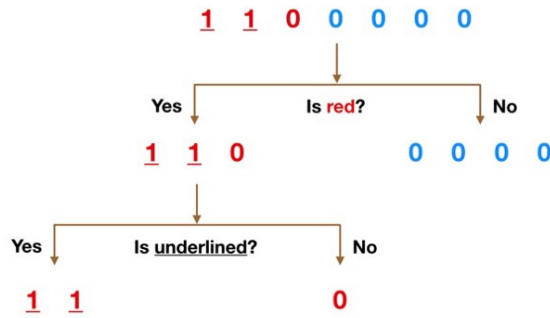 1 1 0 0 0 0 0
Yes Is red? No
1 1 0 0 0 0 0
Yes Is underlined? No
1 1 0